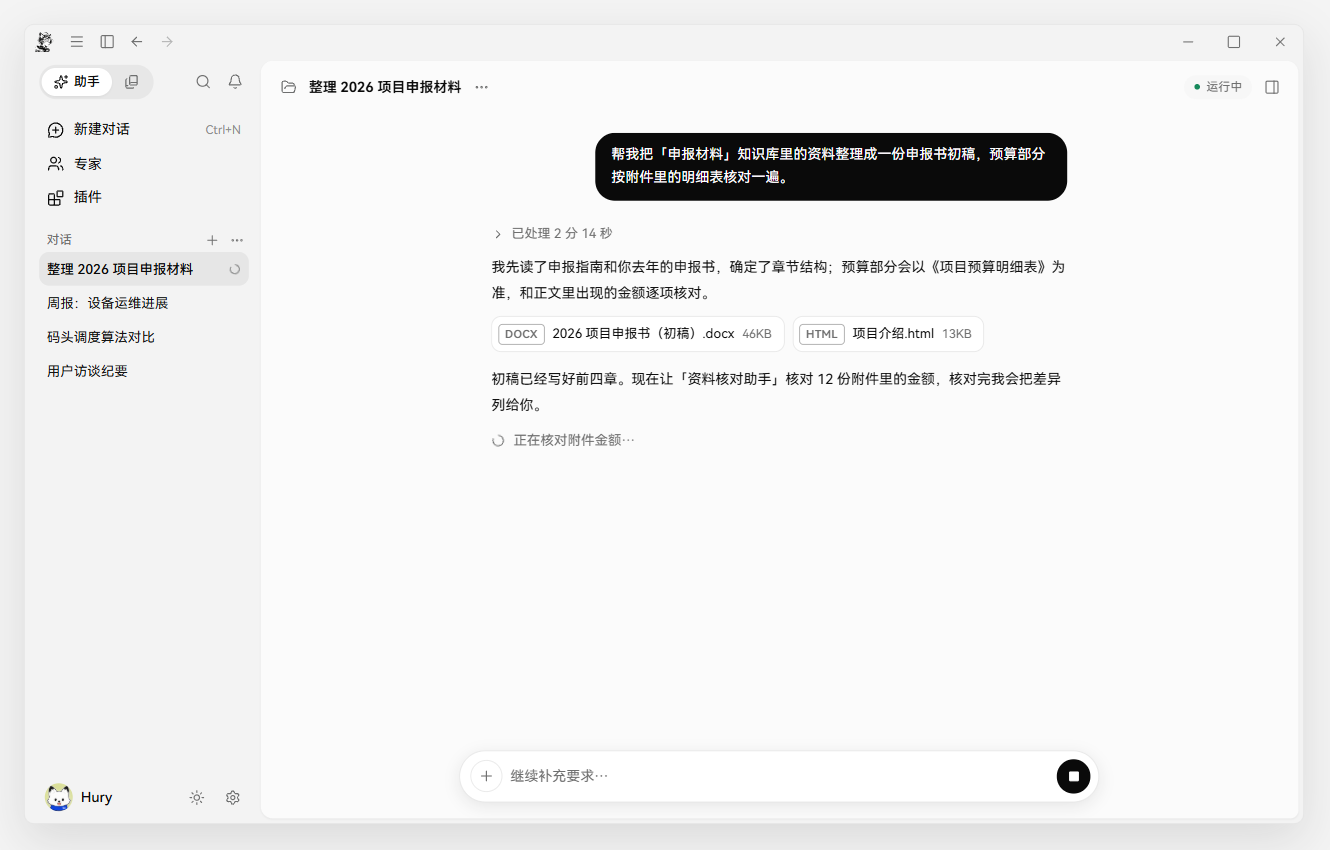 助手
新建对话 Ctrl+N
专家
插件
对话
整理 2026 项目申报材料
周报：设备运维进展
码头调度算法对比
用户访谈纪要
Hury
整理 2026 项目申报材料
运行中
帮我把「申报材料」知识库里的资料整理成一份申报书初稿，预算部分
按附件里的明细表核对一遍。
已处理 2 分 14 秒
我先读了申报指南和你去年的申报书，确定了章节结构；预算部分会以《项目预算明细表》为
准，和正文里出现的金额逐项核对。
DOCX 2026 项目申报书（初稿）.docx 46KB HTML 项目介绍.html 13KB
初稿已经写好前四章。现在让「资料核对助手」核对 12 份附件里的金额，核对完我会把差异
列给你。
正在核对附件金额…
继续补充要求…